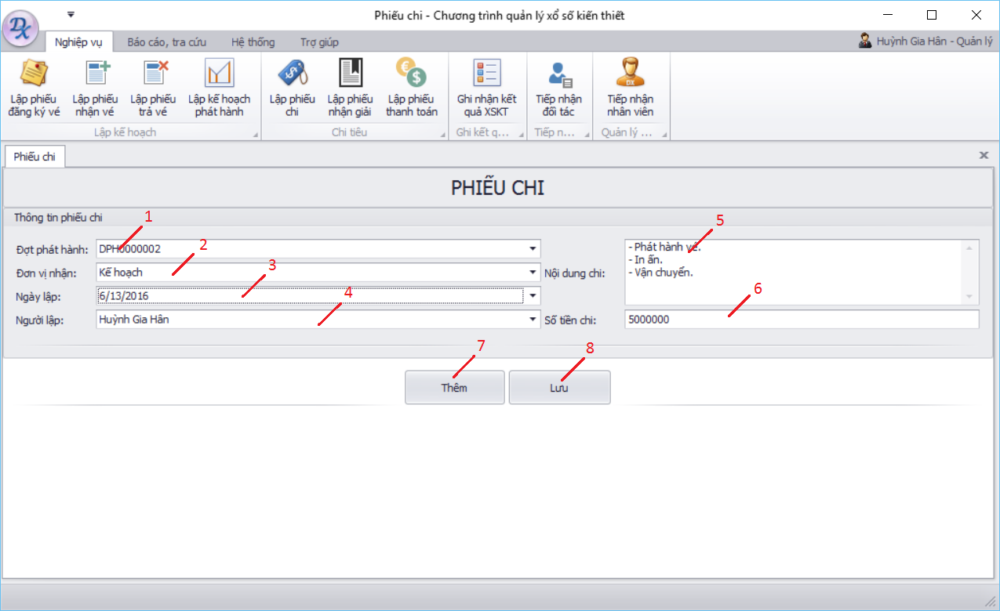 Phiếu chi - Chương trình quản lý xổ số kiến thiết
DX
Nghiệp vụ
Báo cáo, tra cứu
Hệ thống
Trợ giúp
Huỳnh Gia Hân - Quản lý
Lập phiếu
đăng ký vé
Lập phiếu
nhận vé
Lập phiếu
trả vé
Lập kế hoạch
phát hành
Lập phiếu
chi
Lập phiếu
nhận giải
Lập phiếu
thanh toán
Ghi nhận kết
quả XSKT
Tiếp nhận
đối tác
DX
Tiếp nhận
nhân viên
Lập kế hoạch
Chi tiêu
Ghi kết q...
Tiếp n...
Quản lý ...
Phiếu chi
PHIẾU CHI
Thông tin phiếu chi
1
Đợt phát hành: DPH0000002
2
Đơn vị nhận: Kế hoạch
3
Ngày lập: 6/13/2016
4
Người lập: Huỳnh Gia Hân
5
Nội dung chi:
- Phát hành vé.
- In ấn.
- Vận chuyển.
6
Số tiền chi: 5000000
7
Thêm
8
Lưu